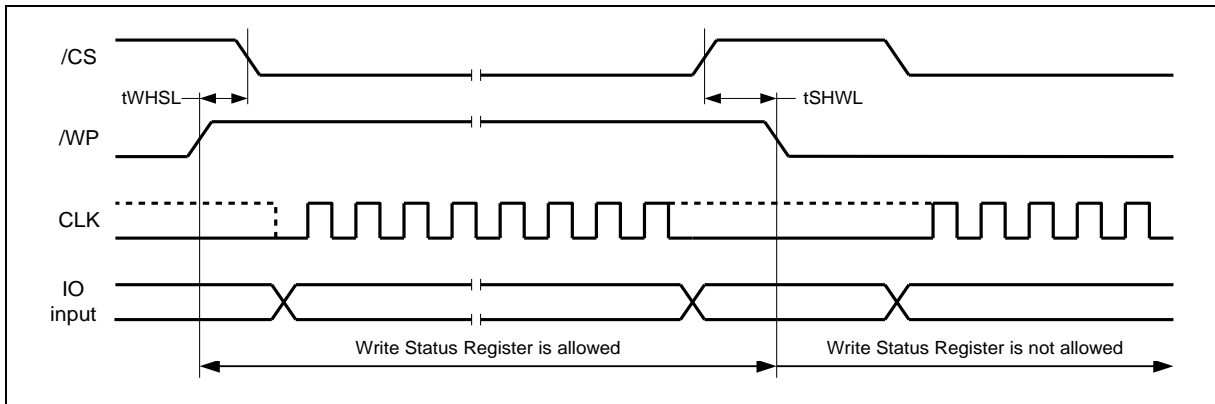 /CS
tWHSL
tSHWL
/WP
CLK
IO
input
Write Status Register is allowed
Write Status Register is not allowed